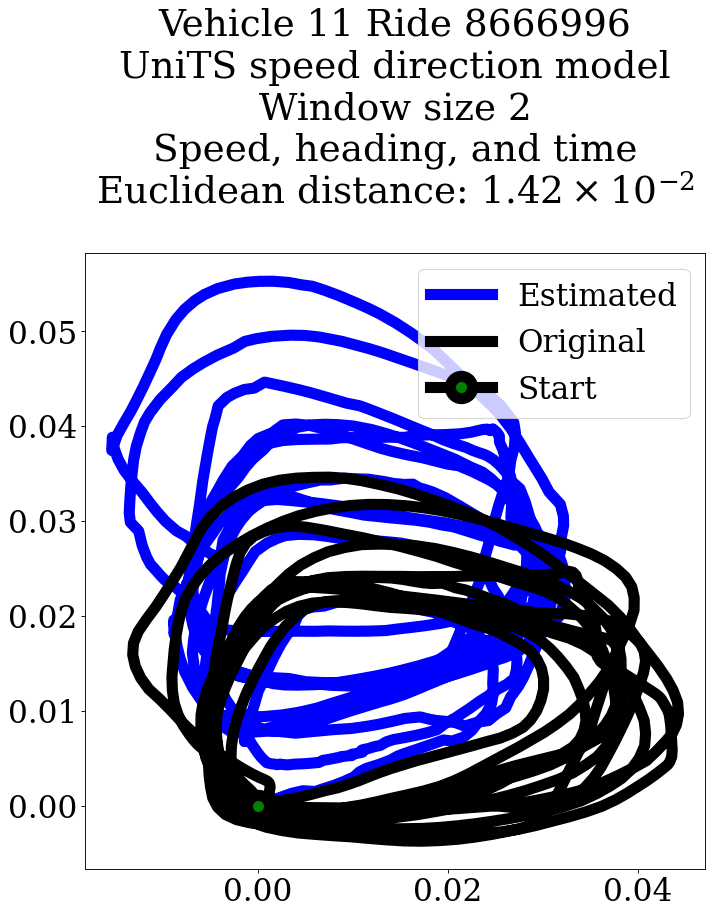 Vehicle 11 Ride 8666996
UniTS speed direction model
Window size 2
Speed, heading, and time
Euclidean distance: 1.42 × 10⁻²
Estimated
Original
Start
0.05
0.04
0.03
0.02
0.01
0.00
0.00 0.02 0.04